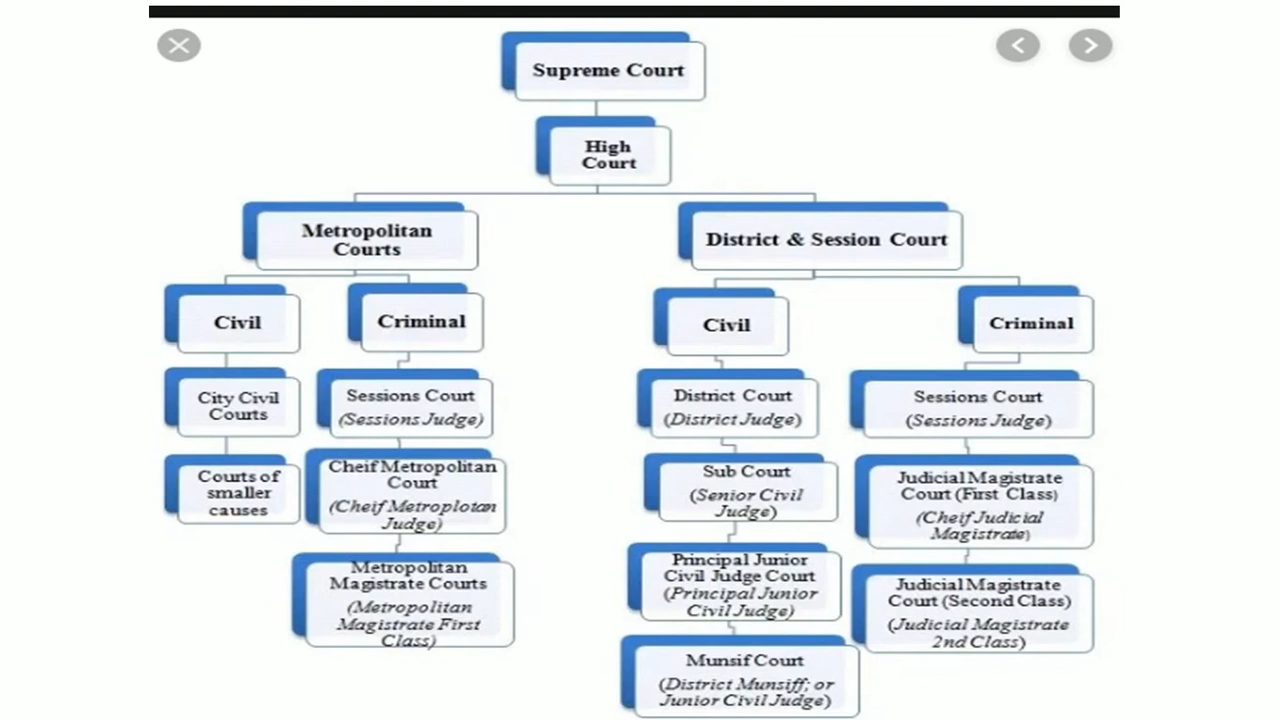 Supreme Court
High
Court
Metropolitan
Courts
District & Session Court
Civil
Criminal
Civil
Criminal
City Civil
Courts
Sessions Court
(Sessions Judge)
District Court
(District Judge)
Sessions Court
(Sessions Judge)
Courts of
smaller
causes
Cheif Metropolitan
Court
(Cheif Metroplotan
Judge)
Sub Court
(Senior Civil
Judge)
Judicial Magistrate
Court (First Class)
(Cheif Judicial
Magistrate)
Metropolitan
Magistrate Courts
(Metropolitan
Magistrate First
Class)
Principal Junior
Civil Judge Court
(Principal Junior
Civil Judge)
Judicial Magistrate
Court (Second Class)
(Judicial Magistrate
2nd Class)
Munsif Court
(District Munsiff; or
Junior Civil Judge)